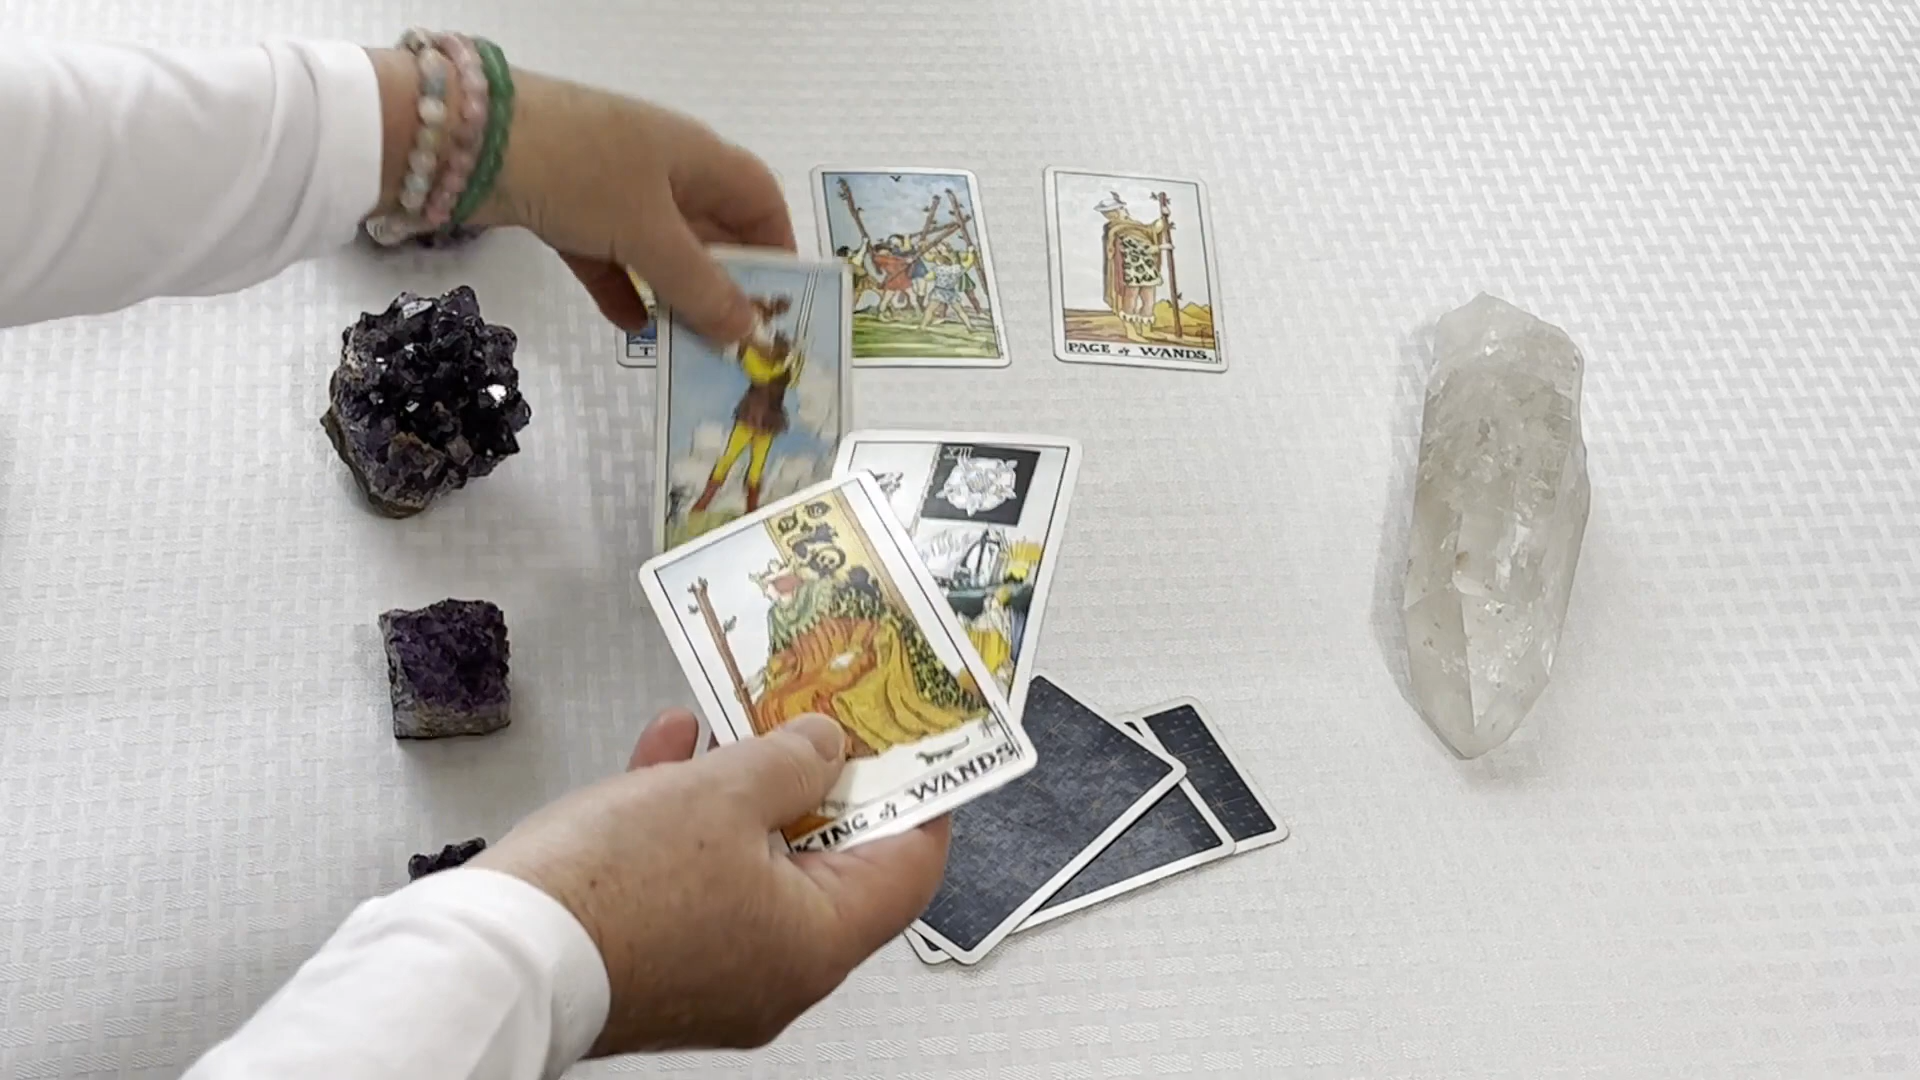 V
PAGE of WANDS.
T
XIII
KING of WANDS